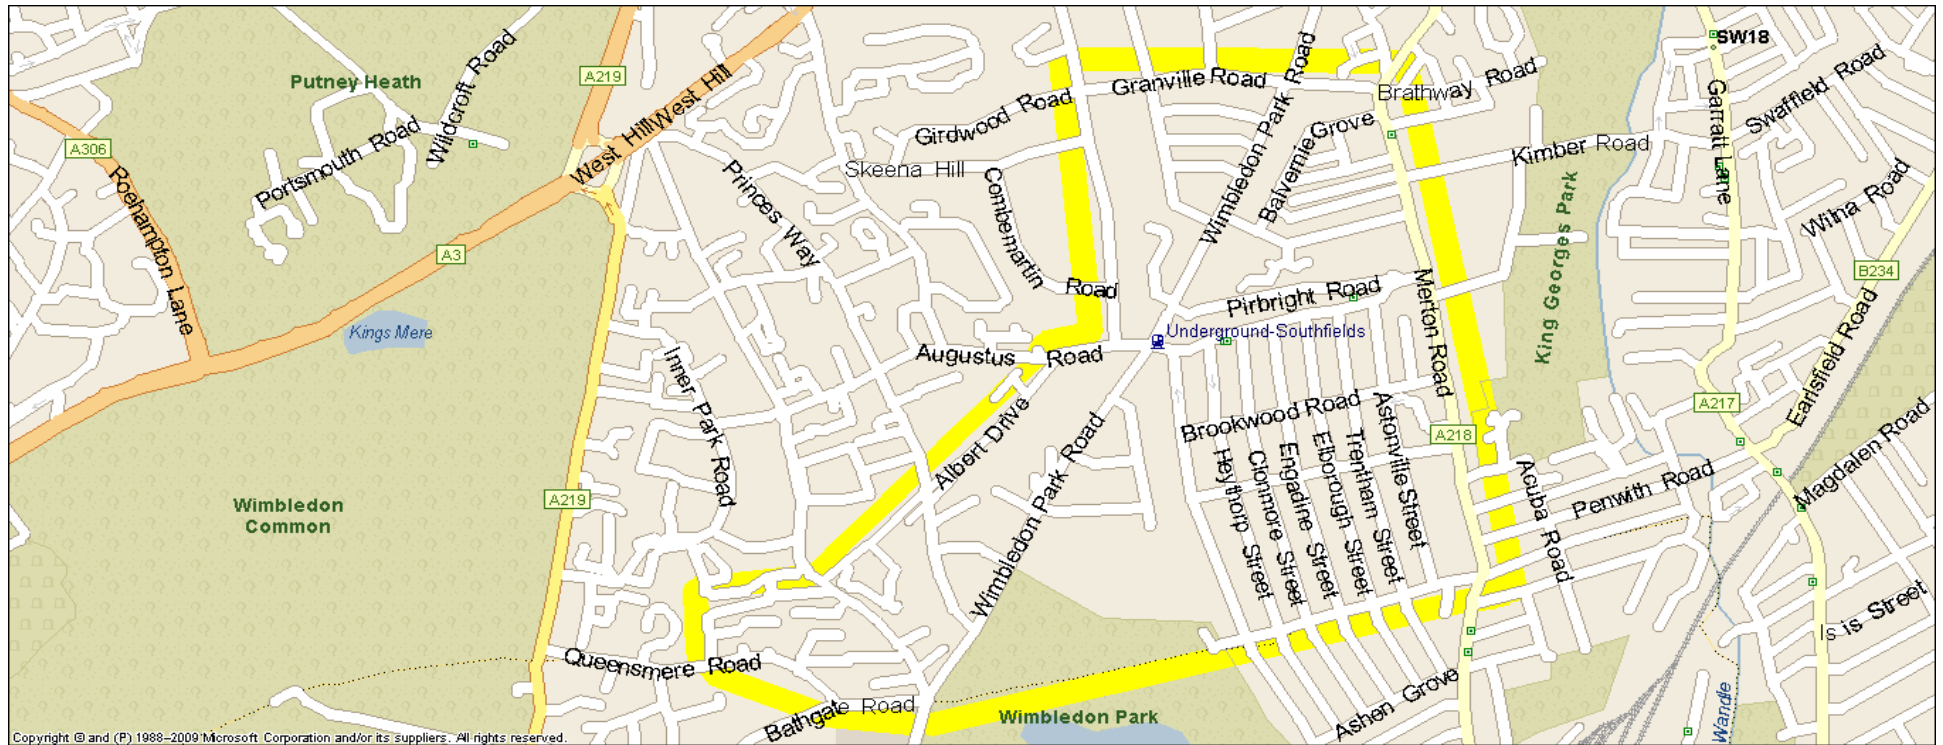 SW18
Putney Heath
Wildcroft Road
A219
West Hill
West Hill
Granville Road
Wimbledon Park Road
Brathway Road
Garratt Lane
Swaffield Road
A306
Portsmouth Road
Girdwood Road
Balvernie Grove
Kimber Road
Skeena Hill
Princes Way
Combemartin Road
Roehampton Lane
King Georges Park
Wilna Road
A3
B234
Merton Road
Pirbright Road
Kings Mere
Underground-Southfields
Augustus Road
Inner Park Road
Earlsfield Road
Albert Drive
Brookwood Road
Astonville Street
A217
A218
Magdalen Road
Wimbledon Park Road
Heythorp Street
Clonmore Street
Engadine Street
Elborough Street
Trentham Street
Acuba Road
Penwith Road
A219
Wimbledon
Common
Is is Street
Queensmere Road
Bathgate Road
Wimbledon Park
Ashen Grove
Wandle
Copyright © and (P) 1988–2009 Microsoft Corporation and/or its suppliers. All rights reserved.